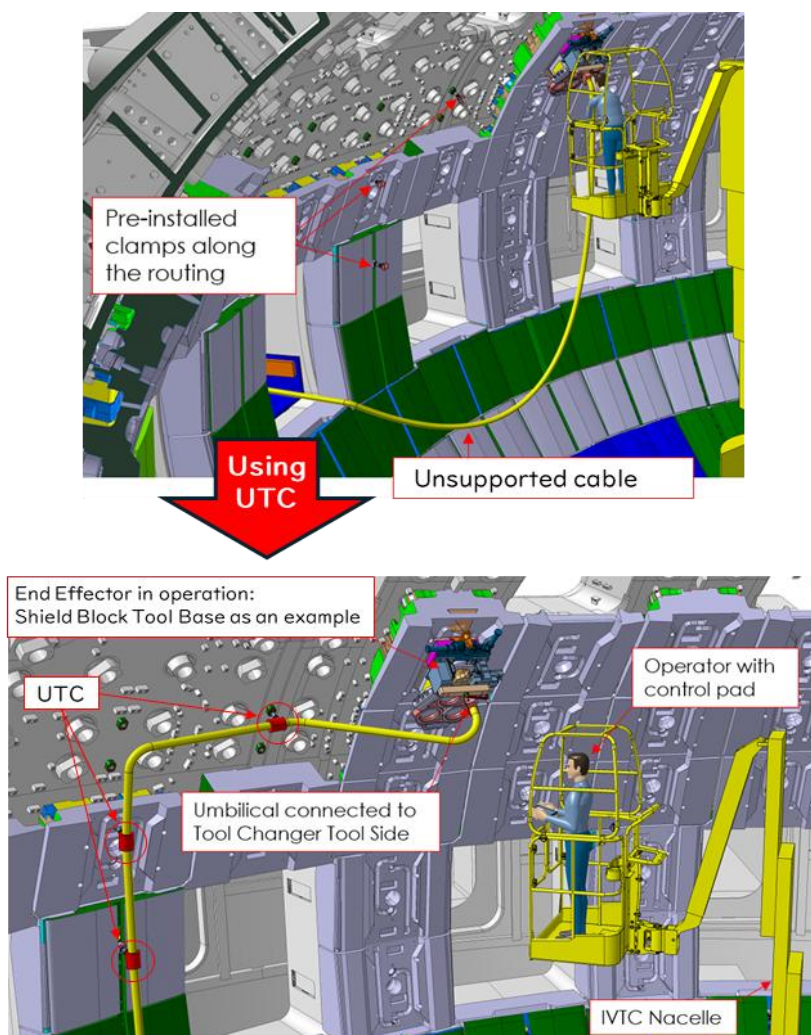 Pre-installed
clamps along
the routing
Unsupported cable
Using
UTC
End Effector in operation:
Shield Block Tool Base as an example
UTC
Operator with
control pad
Umbilical connected to
Tool Changer Tool Side
IVTC Nacelle